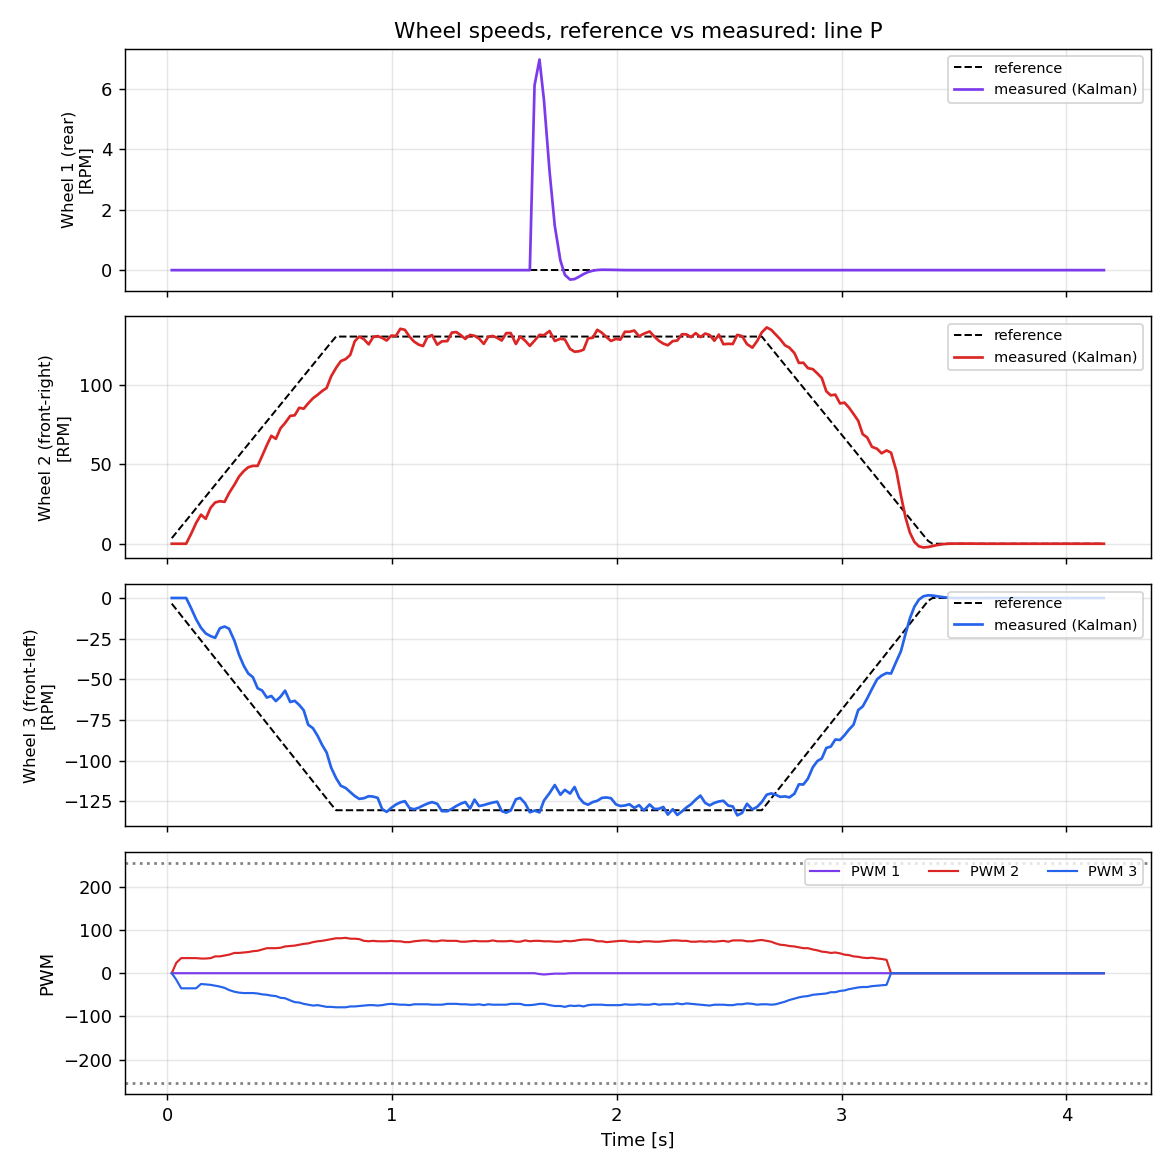 Wheel speeds, reference vs measured: line P
Wheel 1 (rear)
[RPM]
6
4
2
0
reference
measured (Kalman)
Wheel 2 (front-right)
[RPM]
100
50
0
reference
measured (Kalman)
Wheel 3 (front-left)
[RPM]
0
−25
−50
−75
−100
−125
reference
measured (Kalman)
PWM
200
100
0
−100
−200
PWM 1 PWM 2 PWM 3
0 1 2 3 4
Time [s]